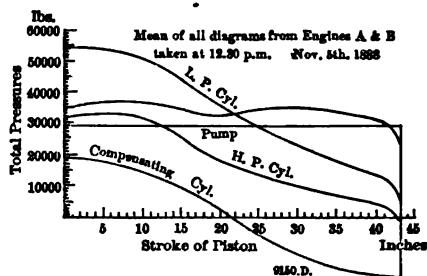 lbs.
60000
50000
40000
30000
20000
10000
Total Pressures
Mean of all diagrams from Engines A & B
taken at 12.30 p.m. Nov. 5th. 1888
L. P. Cyl.
Pump
H. P. Cyl.
Compensating Cyl.
5 10 15 20 25 30 35 40 45
Stroke of Piston Inches
9150.D.